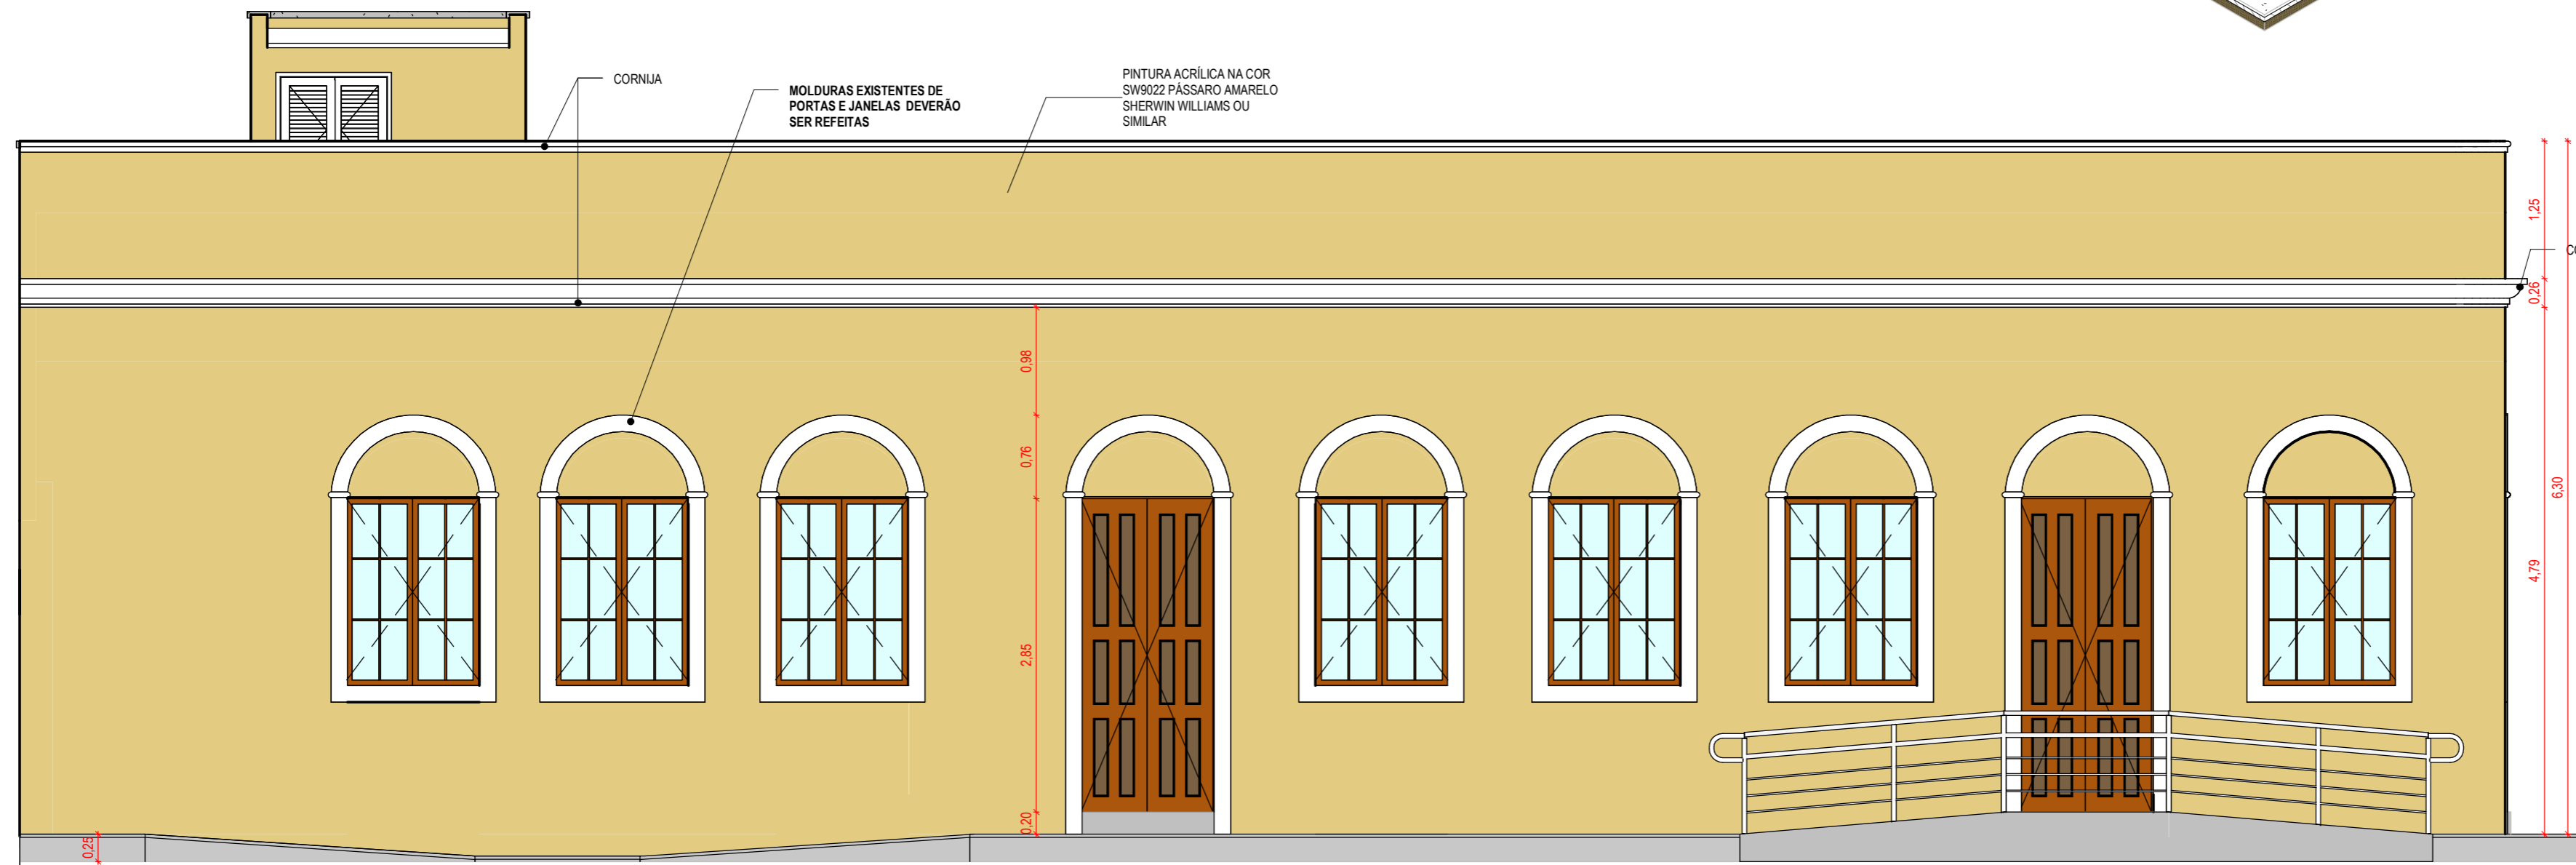 CORNIJA
MOLDURAS EXISTENTES DE
PORTAS E JANELAS DEVERÃO
SER REFEITAS
PINTURA ACRÍLICA NA COR
SW9022 PÁSSARO AMARELO
SHERWIN WILLIAMS OU
SIMILAR
1,25
0,26
0,98
0,76
2,85
0,20
0,25
4,79
6,30